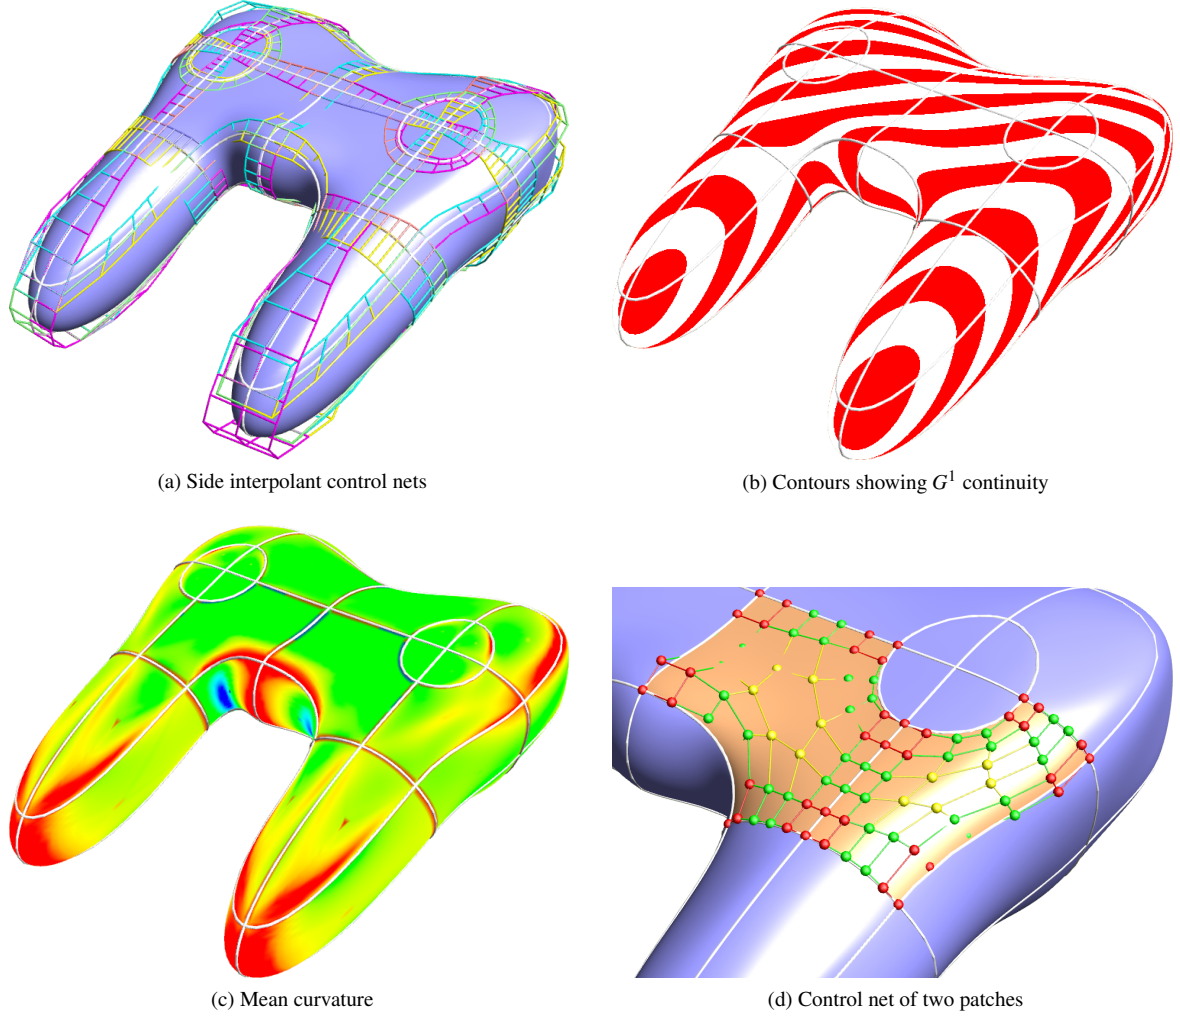 (a) Side interpolant control nets
(b) Contours showing G¹ continuity
(c) Mean curvature
(d) Control net of two patches